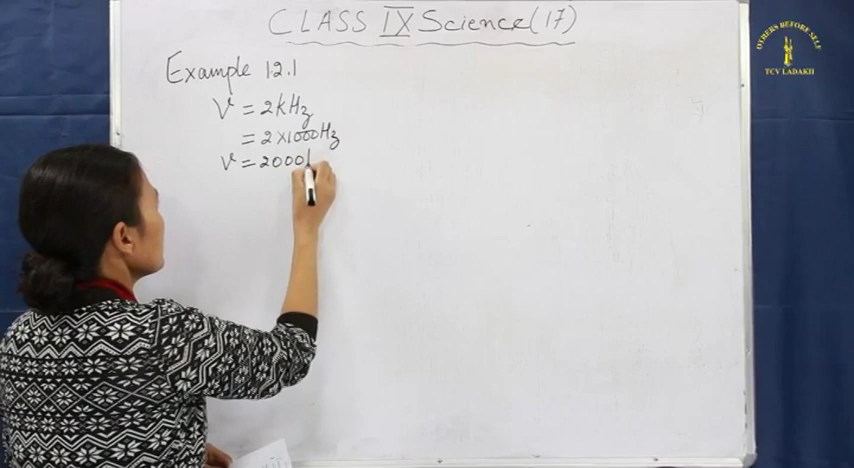 CLASS IX Science (17)
OTHERS BEFORE SELF
TCV LADAKH
Example 12.1
ν = 2kHz
= 2×1000Hz
ν = 2000